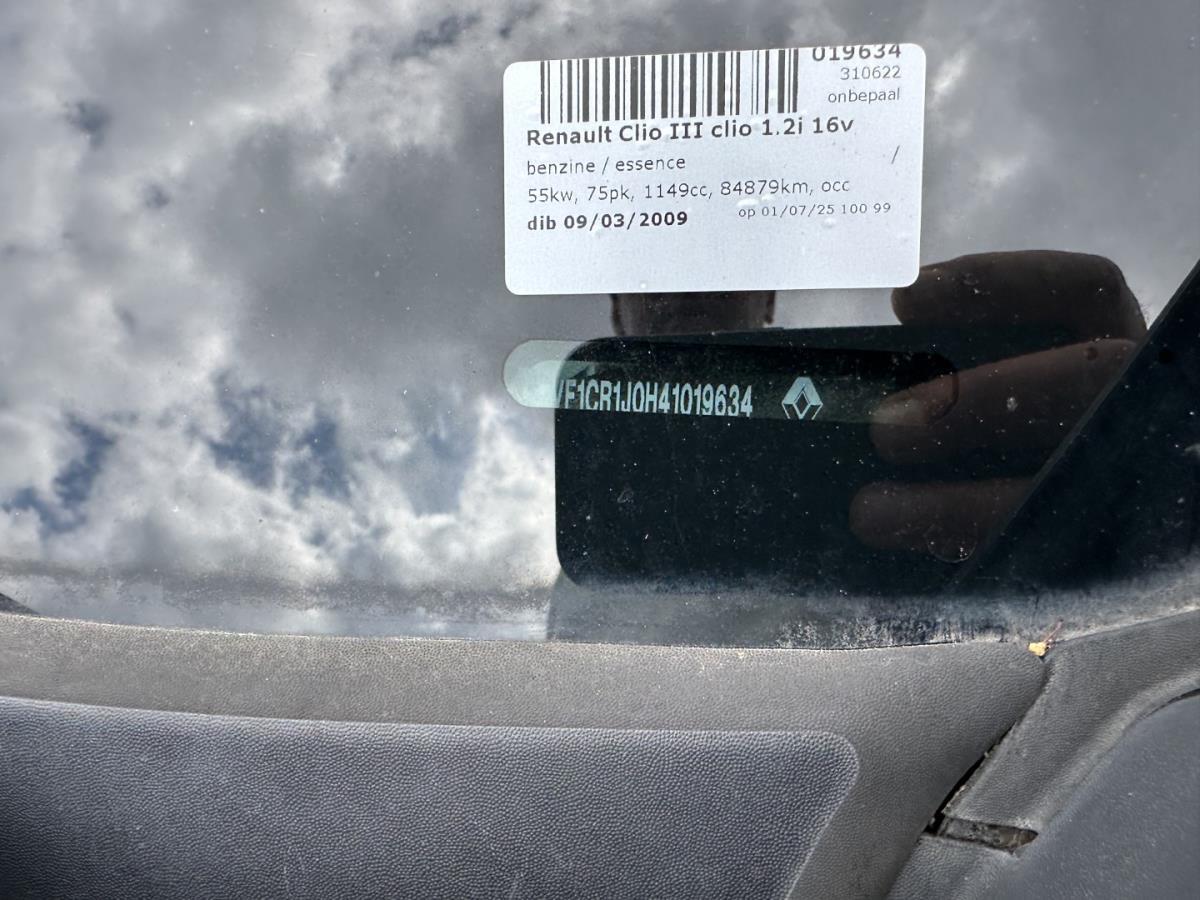 019634
310622
onbepaal
Renault Clio III clio 1.2i 16v
benzine / essence /
55kw, 75pk, 1149cc, 84879km, occ
dib 09/03/2009 op 01/07/25 100 99
VF1CR1J0H41019634